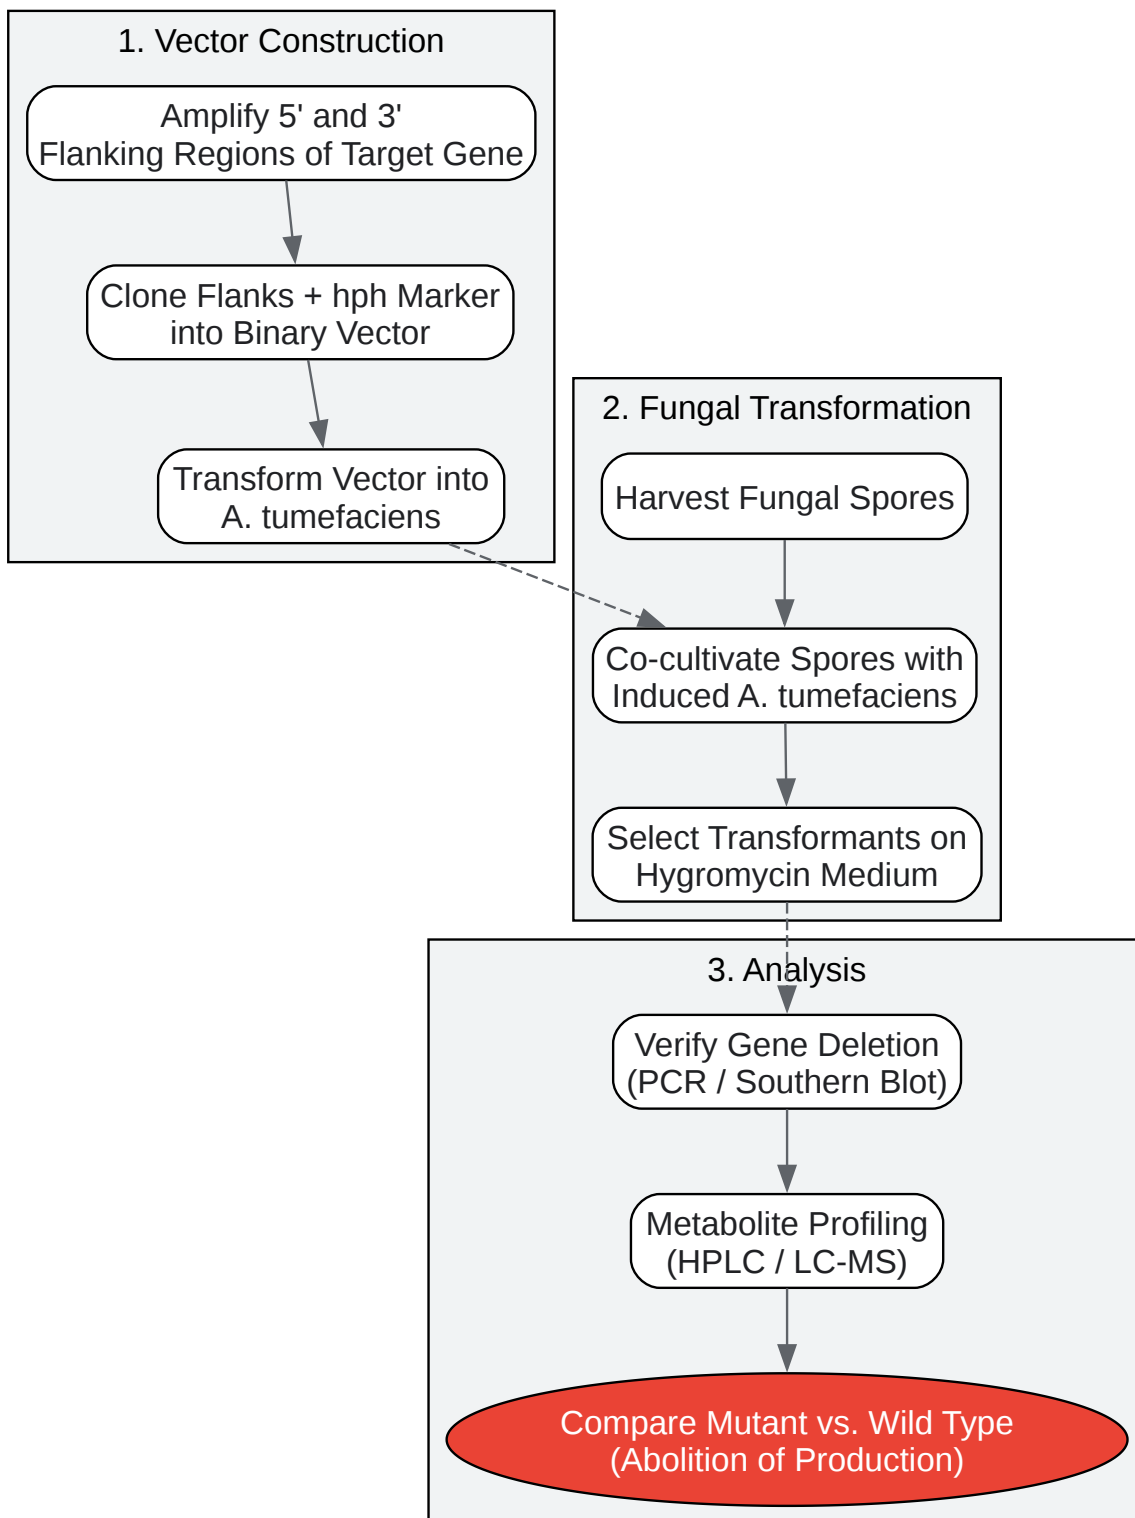 1. Vector Construction
Amplify 5' and 3'
Flanking Regions of Target Gene
Clone Flanks + hph Marker
into Binary Vector
Transform Vector into
A. tumefaciens
2. Fungal Transformation
Harvest Fungal Spores
Co-cultivate Spores with
Induced A. tumefaciens
Select Transformants on
Hygromycin Medium
3. Analysis
Verify Gene Deletion
(PCR / Southern Blot)
Metabolite Profiling
(HPLC / LC-MS)
Compare Mutant vs. Wild Type
(Abolition of Production)